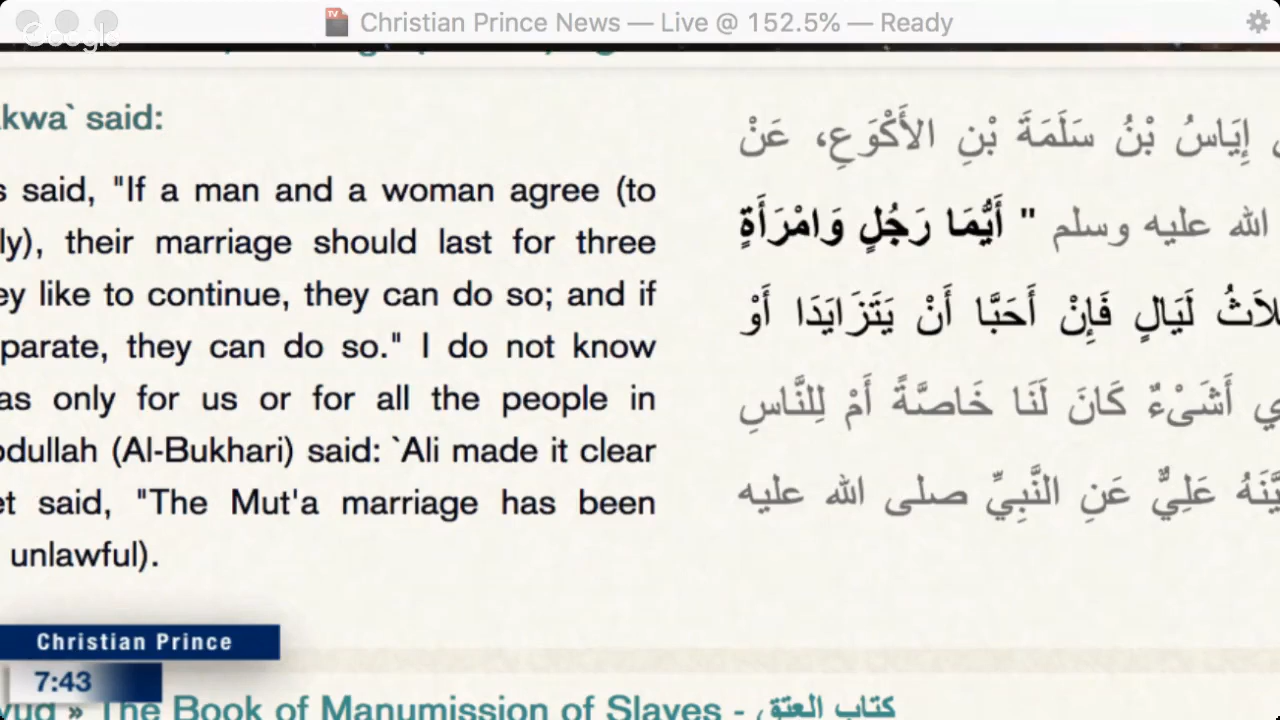 Christian Prince News — Live @ 152.5% — Ready
Google
kwa` said:
s said, "If a man and a woman agree (to
ly), their marriage should last for three
ey like to continue, they can do so; and if
parate, they can do so." I do not know
as only for us or for all the people in
bdullah (Al-Bukhari) said: `Ali made it clear
et said, "The Mut'a marriage has been
unlawful).
إِيَاسُ بْنُ سَلَمَةَ بْنِ الأَكْوَعِ، عَنْ
الله عليه وسلم " أَيُّمَا رَجُلٍ وَامْرَأَةٍ
لاَثُ لَيَالٍ فَإِنْ أَحَبَّا أَنْ يَتَزَايَدَا أَوْ
ي أَشَىْءٌ كَانَ لَنَا خَاصَّةً أَمْ لِلنَّاسِ
يَّنَهُ عَلِيٌّ عَنِ النَّبِيِّ صلى الله عليه
Christian Prince
7:43
» The Book of Manumission of Slaves - كتاب العتق